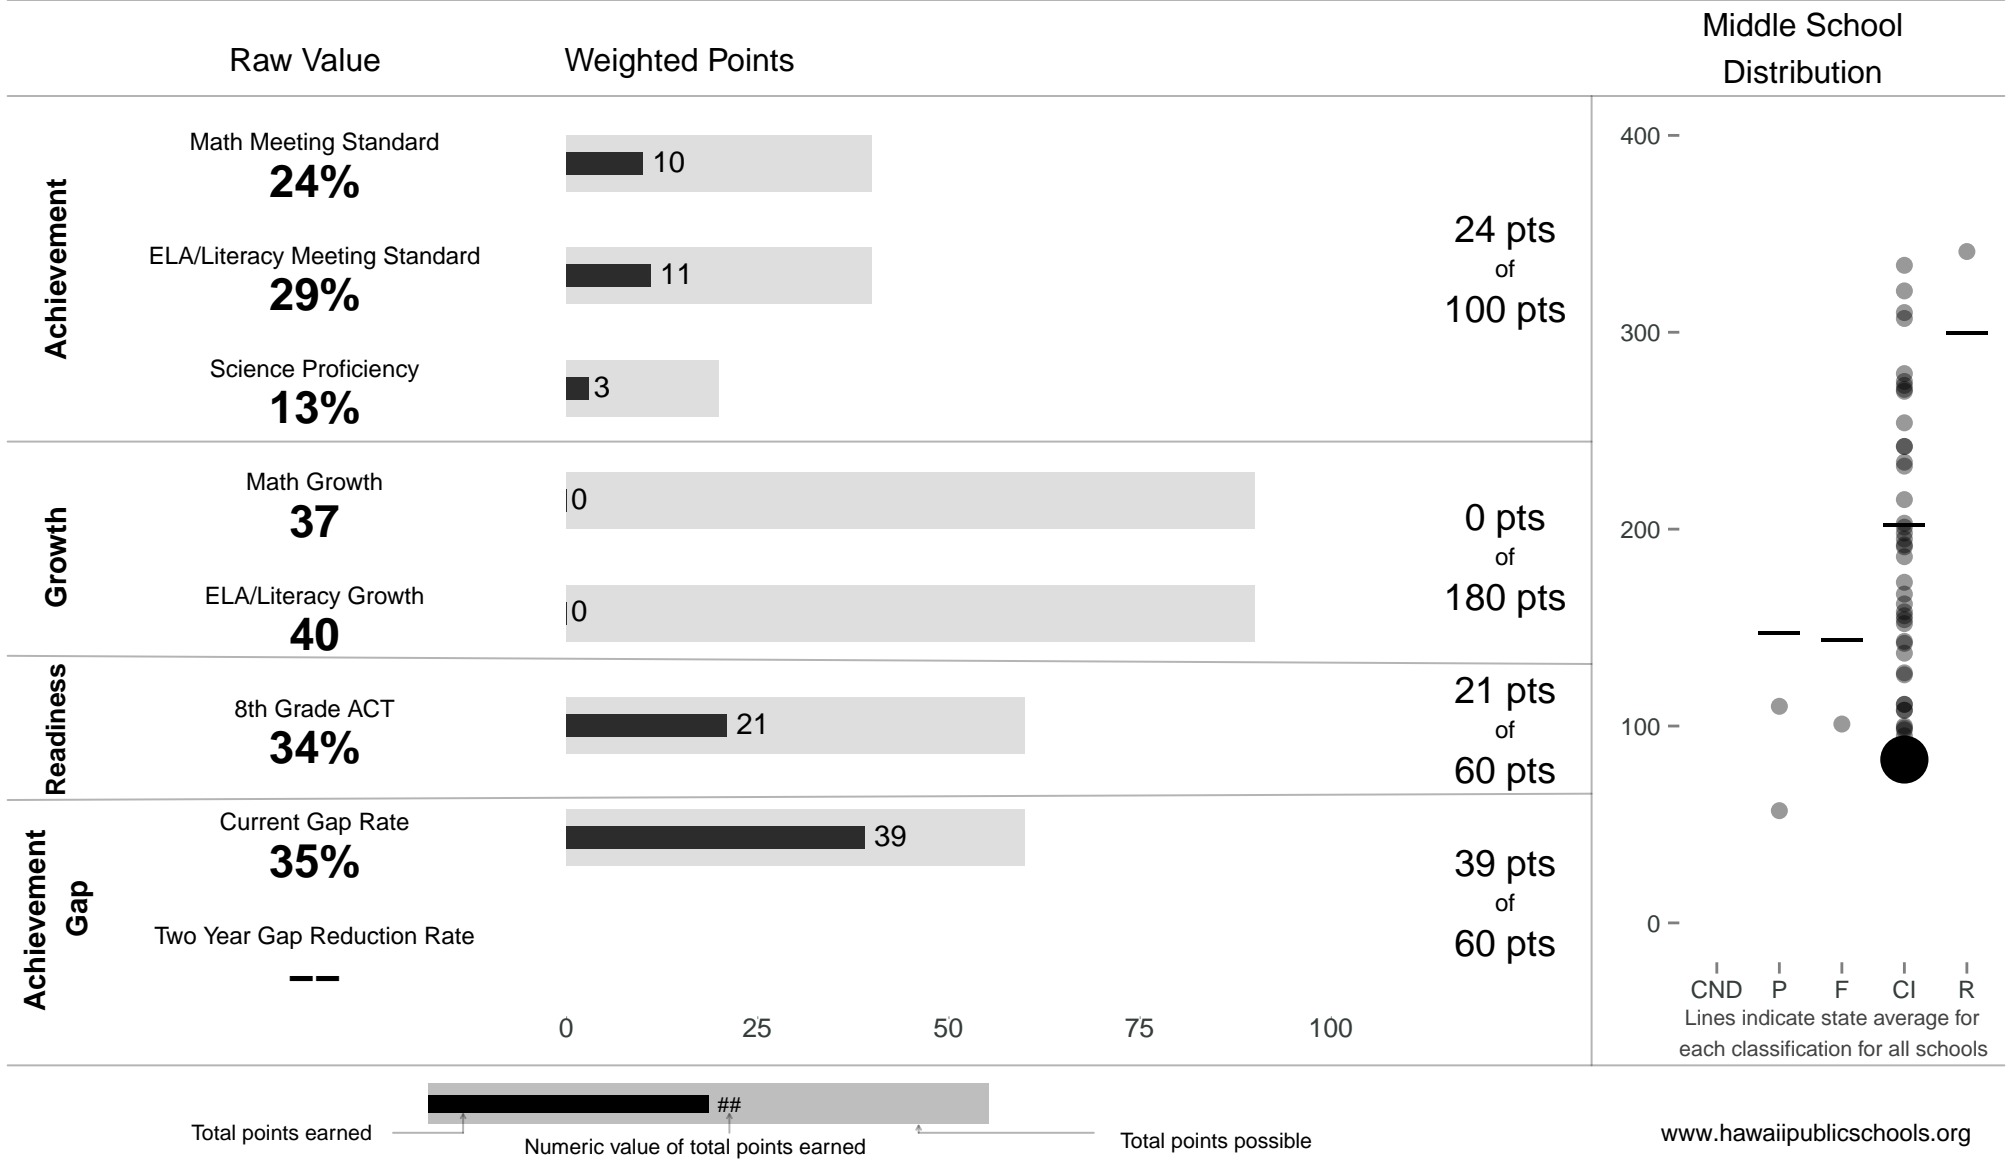 Raw Value
Weighted Points
Middle School
Distribution
Achievement
Math Meeting Standard
24%
10
ELA/Literacy Meeting Standard
29%
11
Science Proficiency
13%
3
24 pts
of
100 pts
Growth
Math Growth
37
0
ELA/Literacy Growth
40
0
0 pts
of
180 pts
Readiness
8th Grade ACT
34%
21
21 pts
of
60 pts
Achievement
Gap
Current Gap Rate
35%
39
Two Year Gap Reduction Rate
−−
39 pts
of
60 pts
0 25 50 75 100
400
300
200
100
0
CND P F CI R
Lines indicate state average for
each classification for all schools
##
Total points earned
Numeric value of total points earned
Total points possible
www.hawaiipublicschools.org